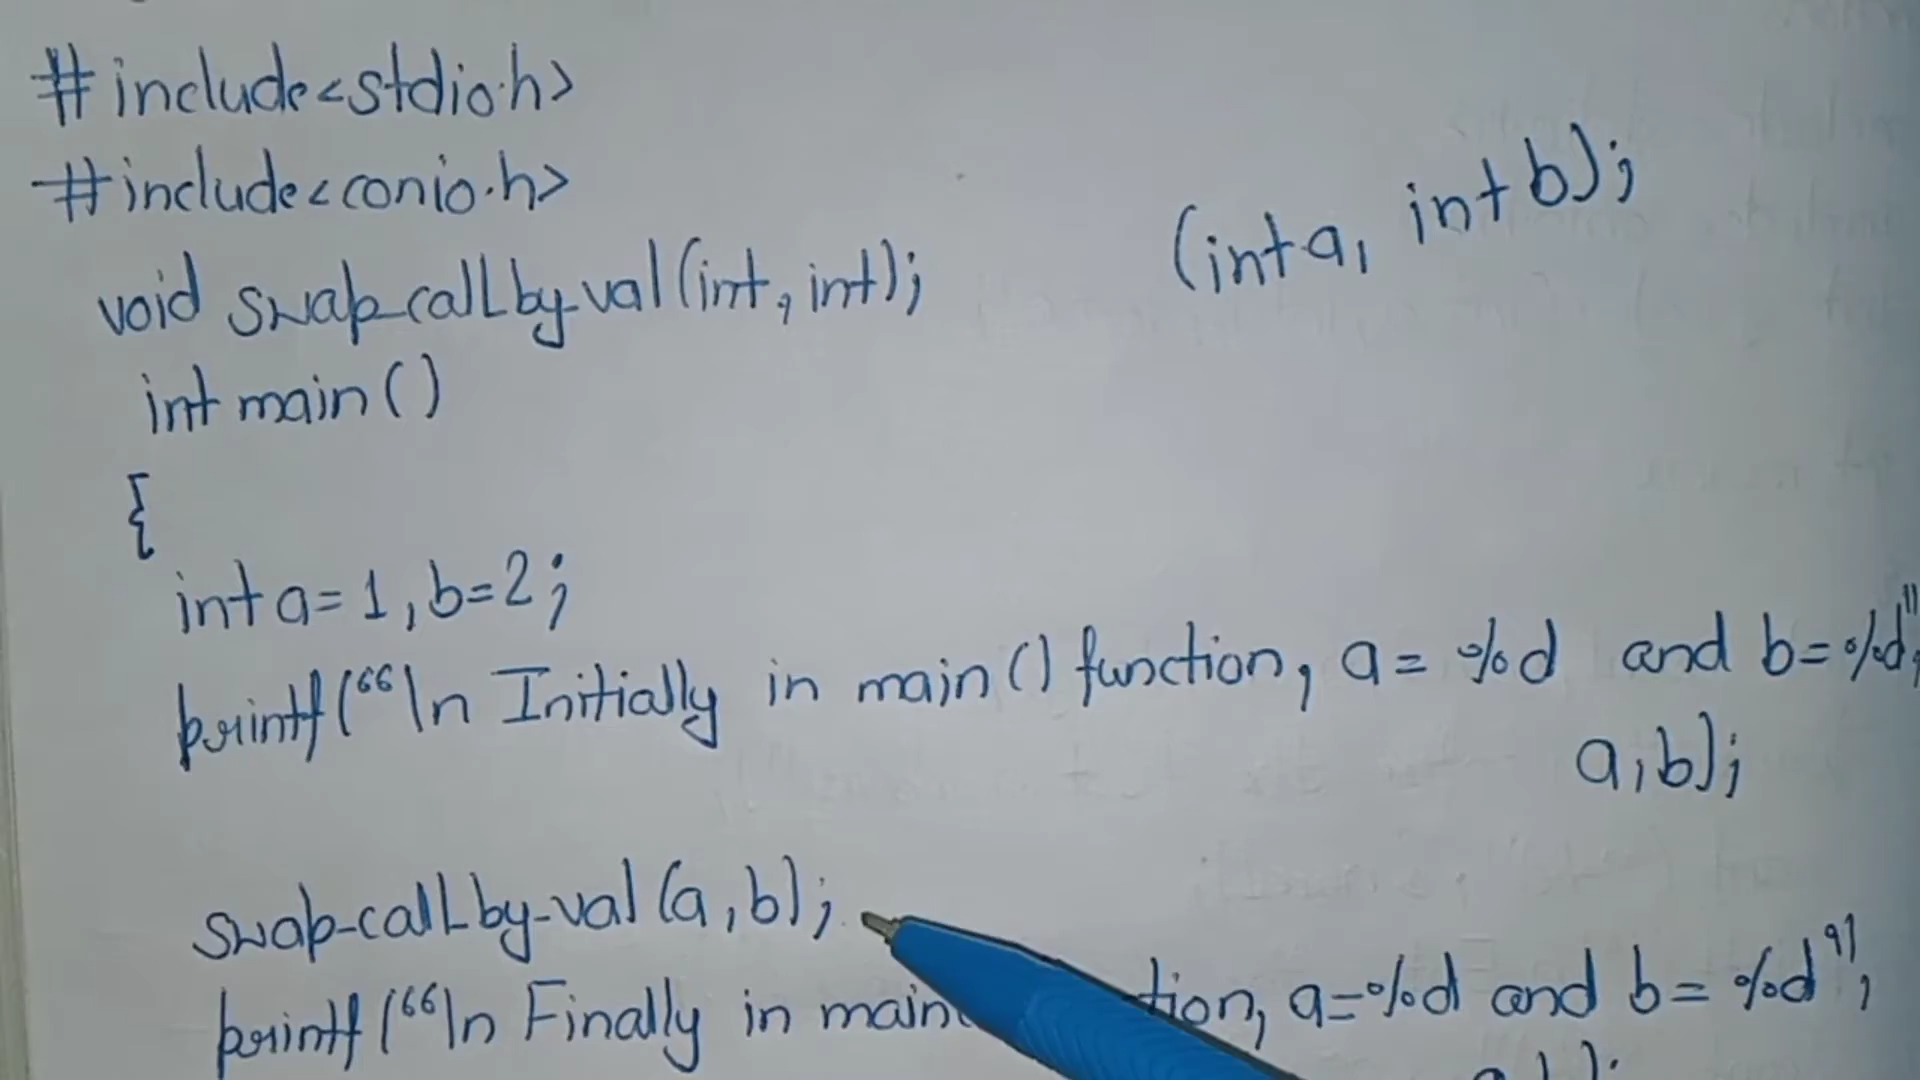 #include<stdio.h>
#include<conio.h>
void swap-call-by-val(int, int);
(int a, int b);
int main()
{
int a=1, b=2;
printf("\n Initially in main() function, a = %d and b=%d",
a,b);
swap-call-by-val(a,b);
printf("\n Finally in main tion, a=%d and b= %d",